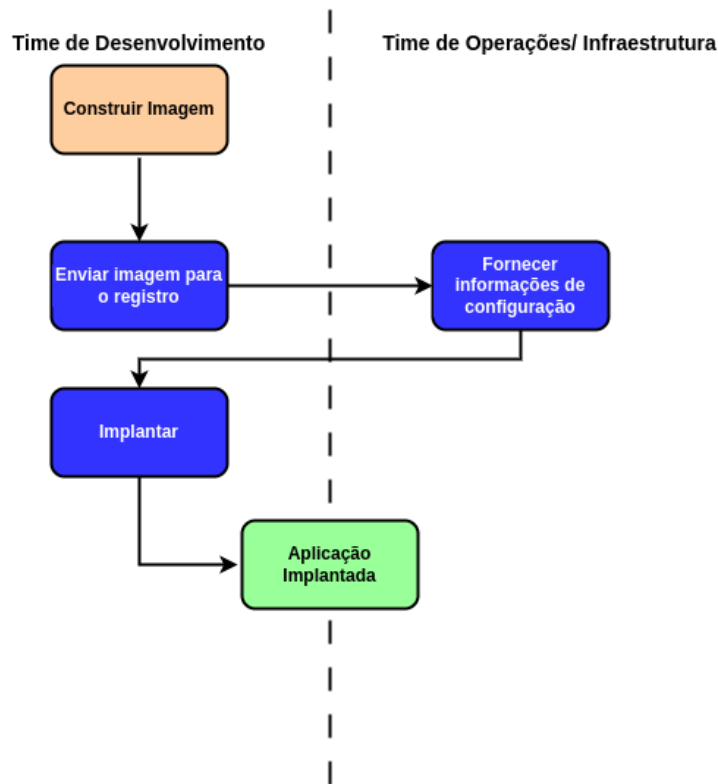 Time de Desenvolvimento
Time de Operações/ Infraestrutura
Construir Imagem
Enviar imagem para
o registro
Fornecer
informações de
configuração
Implantar
Aplicação
Implantada